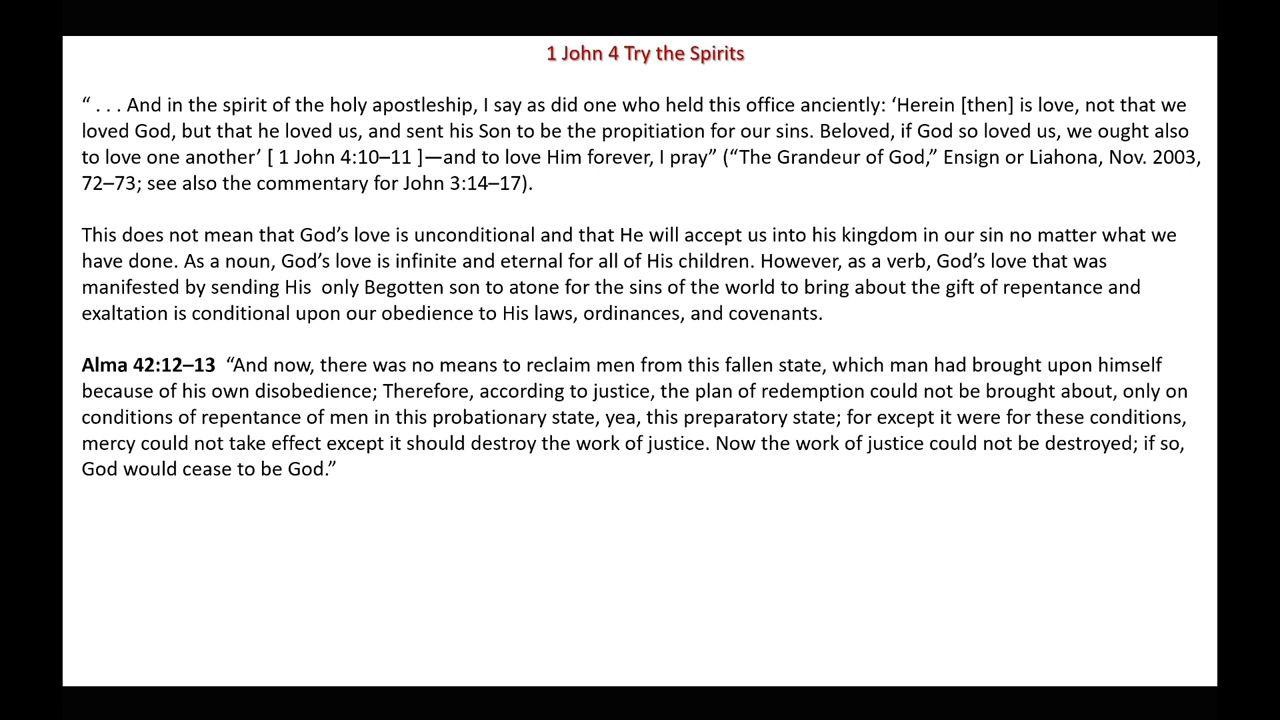 1 John 4 Try the Spirits
“ . . . And in the spirit of the holy apostleship, I say as did one who held this office anciently: ‘Herein [then] is love, not that we
loved God, but that he loved us, and sent his Son to be the propitiation for our sins. Beloved, if God so loved us, we ought also
to love one another’ [ 1 John 4:10–11 ]—and to love Him forever, I pray” (“The Grandeur of God,” Ensign or Liahona, Nov. 2003,
72–73; see also the commentary for John 3:14–17).
This does not mean that God’s love is unconditional and that He will accept us into his kingdom in our sin no matter what we
have done. As a noun, God’s love is infinite and eternal for all of His children. However, as a verb, God’s love that was
manifested by sending His  only Begotten son to atone for the sins of the world to bring about the gift of repentance and
exaltation is conditional upon our obedience to His laws, ordinances, and covenants.
Alma 42:12–13  “And now, there was no means to reclaim men from this fallen state, which man had brought upon himself
because of his own disobedience; Therefore, according to justice, the plan of redemption could not be brought about, only on
conditions of repentance of men in this probationary state, yea, this preparatory state; for except it were for these conditions,
mercy could not take effect except it should destroy the work of justice. Now the work of justice could not be destroyed; if so,
God would cease to be God.”